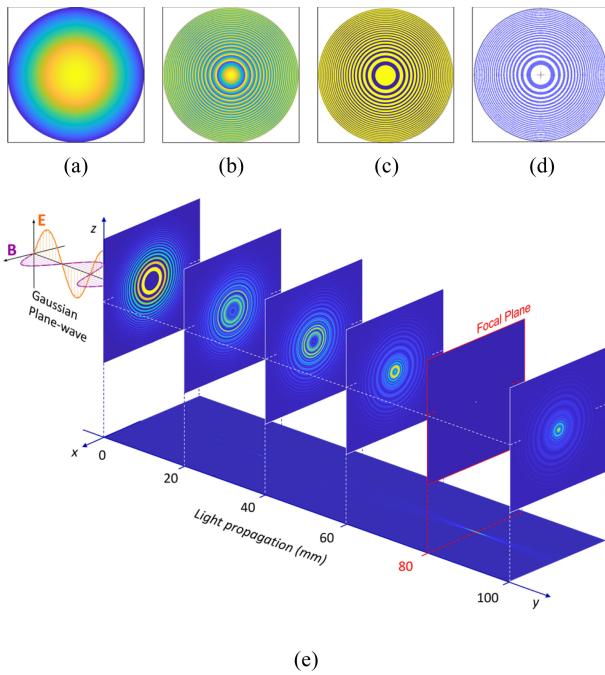 (a)
(b)
(c)
(d)
E
B
z
Gaussian
Plane-wave
Focal Plane
x
0
20
40
60
80
100
Light propagation (mm)
y
(e)